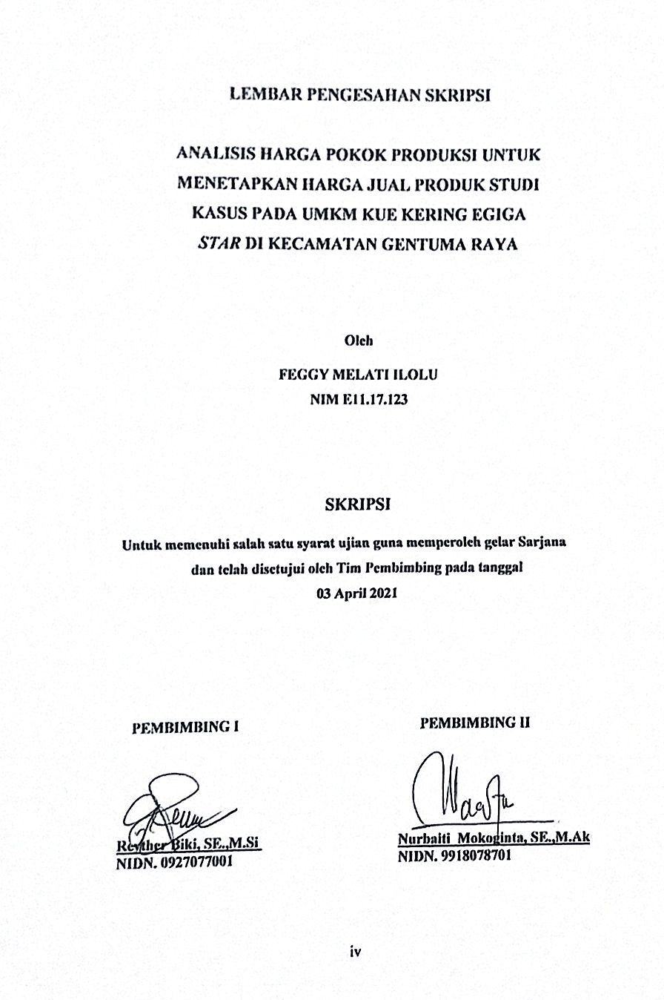 LEMBAR PENGESAHAN SKRIPSI
ANALISIS HARGA POKOK PRODUKSI UNTUK
MENETAPKAN HARGA JUAL PRODUK STUDI
KASUS PADA UMKM KUE KERING EGIGA
STAR DI KECAMATAN GENTUMA RAYA
Oleh
FEGGY MELATI ILOLU
NIM E11.17.123
SKRIPSI
Untuk memenuhi salah satu syarat ujian guna memperoleh gelar Sarjana
dan telah disetujui oleh Tim Pembimbing pada tanggal
03 April 2021
PEMBIMBING I
Reyther Biki, SE.,M.Si
NIDN. 0927077001
PEMBIMBING II
Nurbaiti Mokoginta, SE.,M.Ak
NIDN. 9918078701
iv